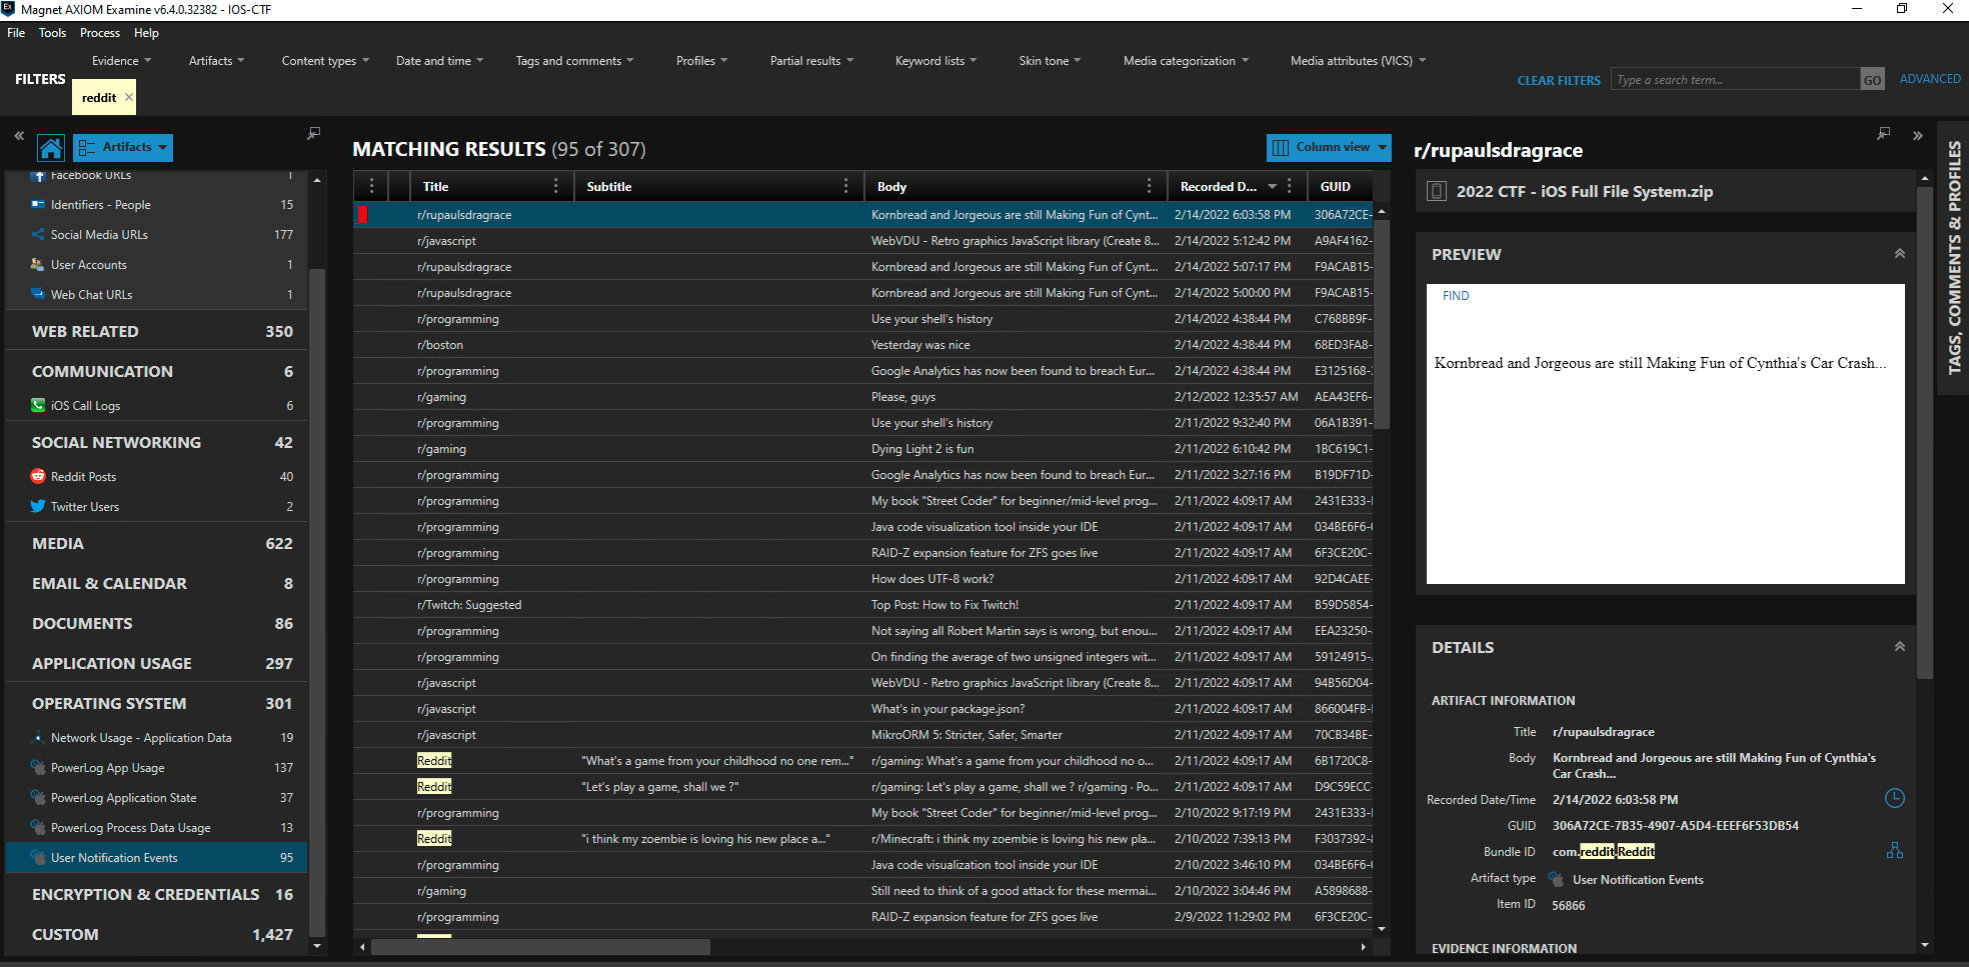 Magnet AXIOM Examine v6.4.0.32382 - IOS-CTF
File Tools Process Help
FILTERS
Evidence Artifacts Content types Date and time Tags and comments Profiles Partial results Keyword lists Skin tone Media categorization Media attributes (VICS)
reddit ×
CLEAR FILTERS Type a search term... GO ADVANCED
Artifacts
Facebook URLs 1
Identifiers - People 15
Social Media URLs 177
User Accounts 1
Web Chat URLs 1
WEB RELATED 350
COMMUNICATION 6
iOS Call Logs 6
SOCIAL NETWORKING 42
Reddit Posts 40
Twitter Users 2
MEDIA 622
EMAIL & CALENDAR 8
DOCUMENTS 86
APPLICATION USAGE 297
OPERATING SYSTEM 301
Network Usage - Application Data 19
PowerLog App Usage 137
PowerLog Application State 37
PowerLog Process Data Usage 13
User Notification Events 95
ENCRYPTION & CREDENTIALS 16
CUSTOM 1,427
MATCHING RESULTS (95 of 307)
Column view
Title Subtitle Body Recorded D... GUID
r/rupaulsdragrace Kornbread and Jorgeous are still Making Fun of Cynt... 2/14/2022 6:03:58 PM 306A72CE-
r/javascript WebVDU - Retro graphics JavaScript library (Create 8... 2/14/2022 5:12:42 PM A9AF4162-
r/rupaulsdragrace Kornbread and Jorgeous are still Making Fun of Cynt... 2/14/2022 5:07:17 PM F9ACAB15-
r/rupaulsdragrace Kornbread and Jorgeous are still Making Fun of Cynt... 2/14/2022 5:00:00 PM F9ACAB15-
r/programming Use your shell's history 2/14/2022 4:38:44 PM C768BB9F-
r/boston Yesterday was nice 2/14/2022 4:38:44 PM 68ED3FA8-
r/programming Google Analytics has now been found to breach Eur... 2/14/2022 4:38:44 PM E3125168-
r/gaming Please, guys 2/12/2022 12:35:57 AM AEA43EF6-
r/programming Use your shell's history 2/11/2022 9:32:40 PM 06A1B391-
r/gaming Dying Light 2 is fun 2/11/2022 6:10:42 PM 1BC619C1-
r/programming Google Analytics has now been found to breach Eur... 2/11/2022 3:27:16 PM B19DF71D-
r/programming My book "Street Coder" for beginner/mid-level prog... 2/11/2022 4:09:17 AM 2431E333-
r/programming Java code visualization tool inside your IDE 2/11/2022 4:09:17 AM 034BE6F6-
r/programming RAID-Z expansion feature for ZFS goes live 2/11/2022 4:09:17 AM 6F3CE20C-
r/programming How does UTF-8 work? 2/11/2022 4:09:17 AM 92D4CAEE-
r/Twitch: Suggested Top Post: How to Fix Twitch! 2/11/2022 4:09:17 AM B59D5854-
r/programming Not saying all Robert Martin says is wrong, but enou... 2/11/2022 4:09:17 AM EEA23250-
r/programming On finding the average of two unsigned integers wit... 2/11/2022 4:09:17 AM 59124915-
r/javascript WebVDU - Retro graphics JavaScript library (Create 8... 2/11/2022 4:09:17 AM 94B56D04-
r/javascript What's in your package.json? 2/11/2022 4:09:17 AM 866004FB-
r/javascript MikroORM 5: Stricter, Safer, Smarter 2/11/2022 4:09:17 AM 70CB34BE-
Reddit "What's a game from your childhood no one rem..." r/gaming: What's a game from your childhood no o... 2/11/2022 4:09:17 AM 6B1720C8-
Reddit "Let's play a game, shall we ?" r/gaming: Let's play a game, shall we ? r/gaming · Po... 2/11/2022 4:09:17 AM D9C59ECC-
r/programming My book "Street Coder" for beginner/mid-level prog... 2/10/2022 9:17:19 PM 2431E333-
Reddit "i think my zoembie is loving his new place a..." r/Minecraft: i think my zoembie is loving his new pla... 2/10/2022 7:39:13 PM F3037392-
r/programming Java code visualization tool inside your IDE 2/10/2022 3:46:10 PM 034BE6F6-
r/gaming Still need to think of a good attack for these mermai... 2/10/2022 3:04:46 PM A5898688-
r/programming RAID-Z expansion feature for ZFS goes live 2/9/2022 11:29:02 PM 6F3CE20C-
r/rupaulsdragrace
2022 CTF - iOS Full File System.zip
PREVIEW
FIND
Kornbread and Jorgeous are still Making Fun of Cynthia's Car Crash...
DETAILS
ARTIFACT INFORMATION
Title r/rupaulsdragrace
Body Kornbread and Jorgeous are still Making Fun of Cynthia's
Car Crash...
Recorded Date/Time 2/14/2022 6:03:58 PM
GUID 306A72CE-7B35-4907-A5D4-EEEF6F53DB54
Bundle ID com.reddit.Reddit
Artifact type User Notification Events
Item ID 56866
EVIDENCE INFORMATION
TAGS, COMMENTS & PROFILES